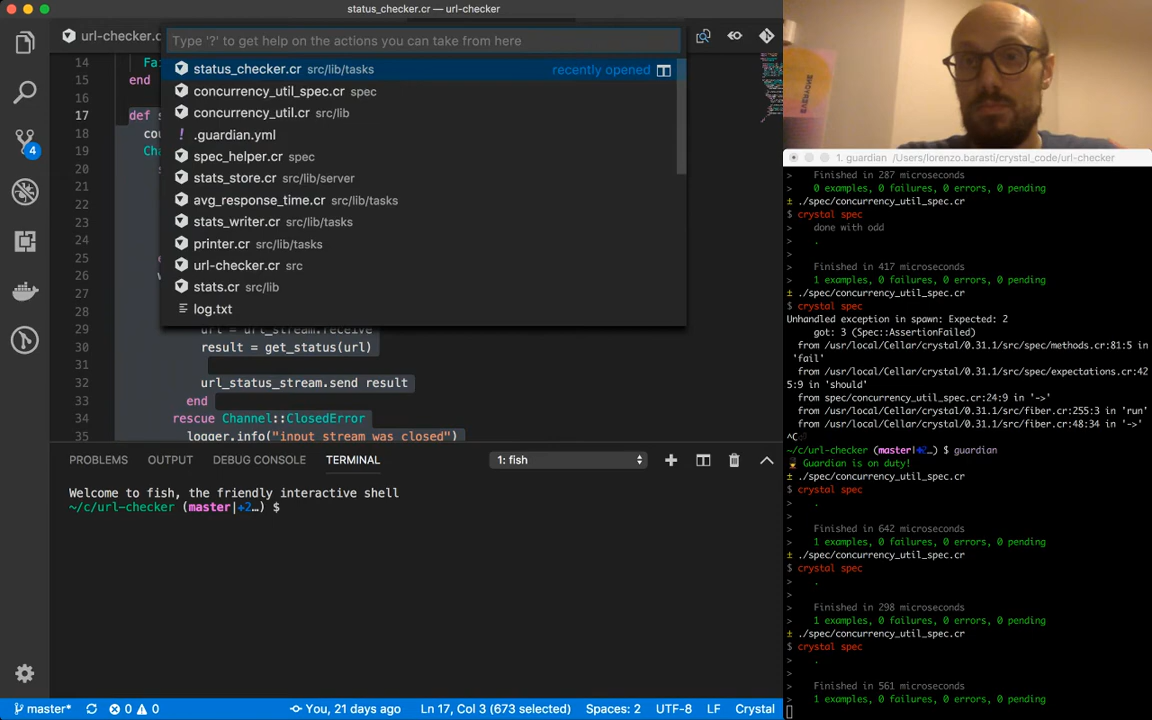 status_checker.cr — url-checker
url-checker.c
Type '?' to get help on the actions you can take from here
status_checker.cr src/lib/tasks
recently opened
concurrency_util_spec.cr spec
concurrency_util.cr src/lib
! .guardian.yml
spec_helper.cr spec
stats_store.cr src/server
avg_response_time.cr src/lib/tasks
stats_writer.cr src/lib/tasks
printer.cr src/lib/tasks
url-checker.cr src
stats.cr src/lib
log.txt
14 Fai
15 end
16
17 def s
18 cou
19 Cha
20
21
22
23
24
25
26
27
28
29 url = url_stream.receive
30 result = get_status(url)
31
32 url_status_stream.send result
33 end
34 rescue Channel::ClosedError
35 logger.info("input stream was closed")
4
PROBLEMS
OUTPUT
DEBUG CONSOLE
TERMINAL
1: fish
Welcome to fish, the friendly interactive shell
~/c/url-checker (master|+2…) $
master*
0
0
You, 21 days ago
Ln 17, Col 3 (673 selected)
Spaces: 2
UTF-8
LF
Crystal
1. guardian /Users/lorenzo.barasti/crystal_code/url-checker
> Finished in 287 microseconds
> 0 examples, 0 failures, 0 errors, 0 pending
± ./spec/concurrency_util_spec.cr
$ crystal spec
> done with odd
> .
>
> Finished in 417 microseconds
> 1 examples, 0 failures, 0 errors, 0 pending
± ./spec/concurrency_util_spec.cr
$ crystal spec
Unhandled exception in spawn: Expected: 2
got: 3 (Spec::AssertionFailed)
from /usr/local/Cellar/crystal/0.31.1/src/spec/methods.cr:81:5 in
'fail'
from /usr/local/Cellar/crystal/0.31.1/src/spec/expectations.cr:42
5:9 in 'should'
from spec/concurrency_util_spec.cr:24:9 in '->'
from /usr/local/Cellar/crystal/0.31.1/src/fiber.cr:255:3 in 'run'
from /usr/local/Cellar/crystal/0.31.1/src/fiber.cr:48:34 in '->'
^C⏎
~/c/url-checker (master|+2…) $ guardian
Guardian is on duty!
± ./spec/concurrency_util_spec.cr
$ crystal spec
> .
>
> Finished in 642 microseconds
> 1 examples, 0 failures, 0 errors, 0 pending
± ./spec/concurrency_util_spec.cr
$ crystal spec
> .
>
> Finished in 298 microseconds
> 1 examples, 0 failures, 0 errors, 0 pending
± ./spec/concurrency_util_spec.cr
$ crystal spec
> .
>
> Finished in 561 microseconds
> 1 examples, 0 failures, 0 errors, 0 pending